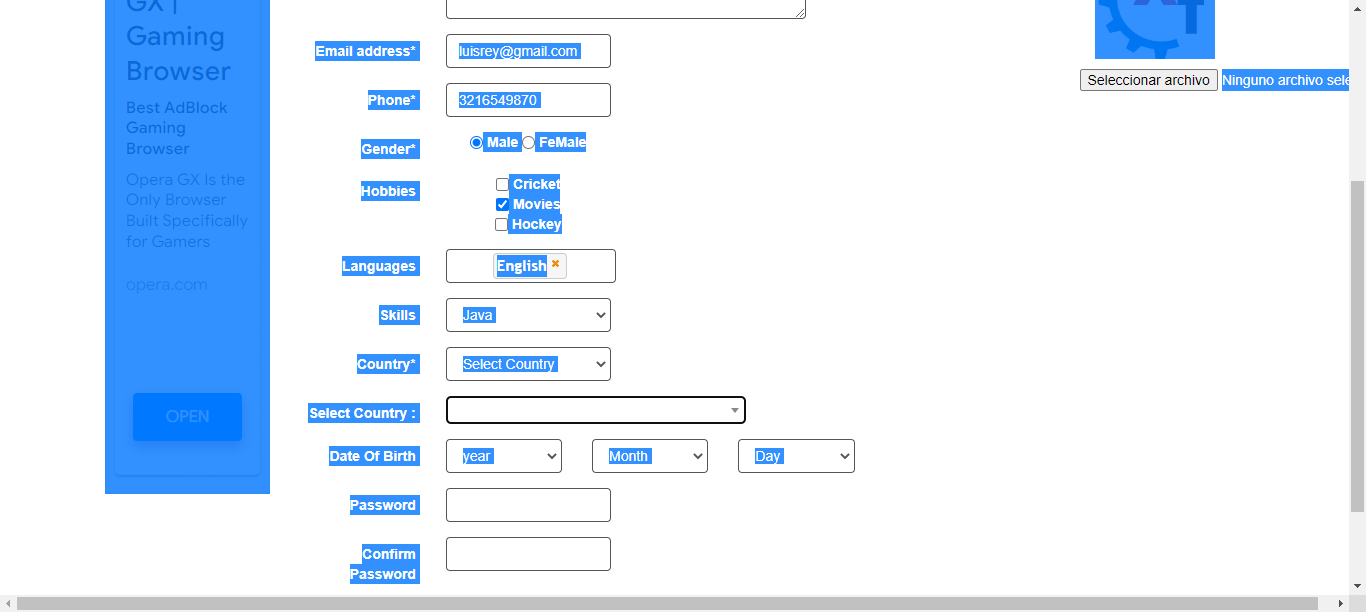 GX |
Gaming
Browser
Best AdBlock
Gaming
Browser
Opera GX Is the
Only Browser
Built Specifically
for Gamers
opera.com
OPEN
Email address* luisrey@gmail.com
Phone* 3216549870
Gender* Male FeMale
Hobbies Cricket
Movies
Hockey
Languages English
Skills Java
Country* Select Country
Select Country :
Date Of Birth year Month Day
Password
Confirm
Password
Seleccionar archivo Ninguno archivo sele